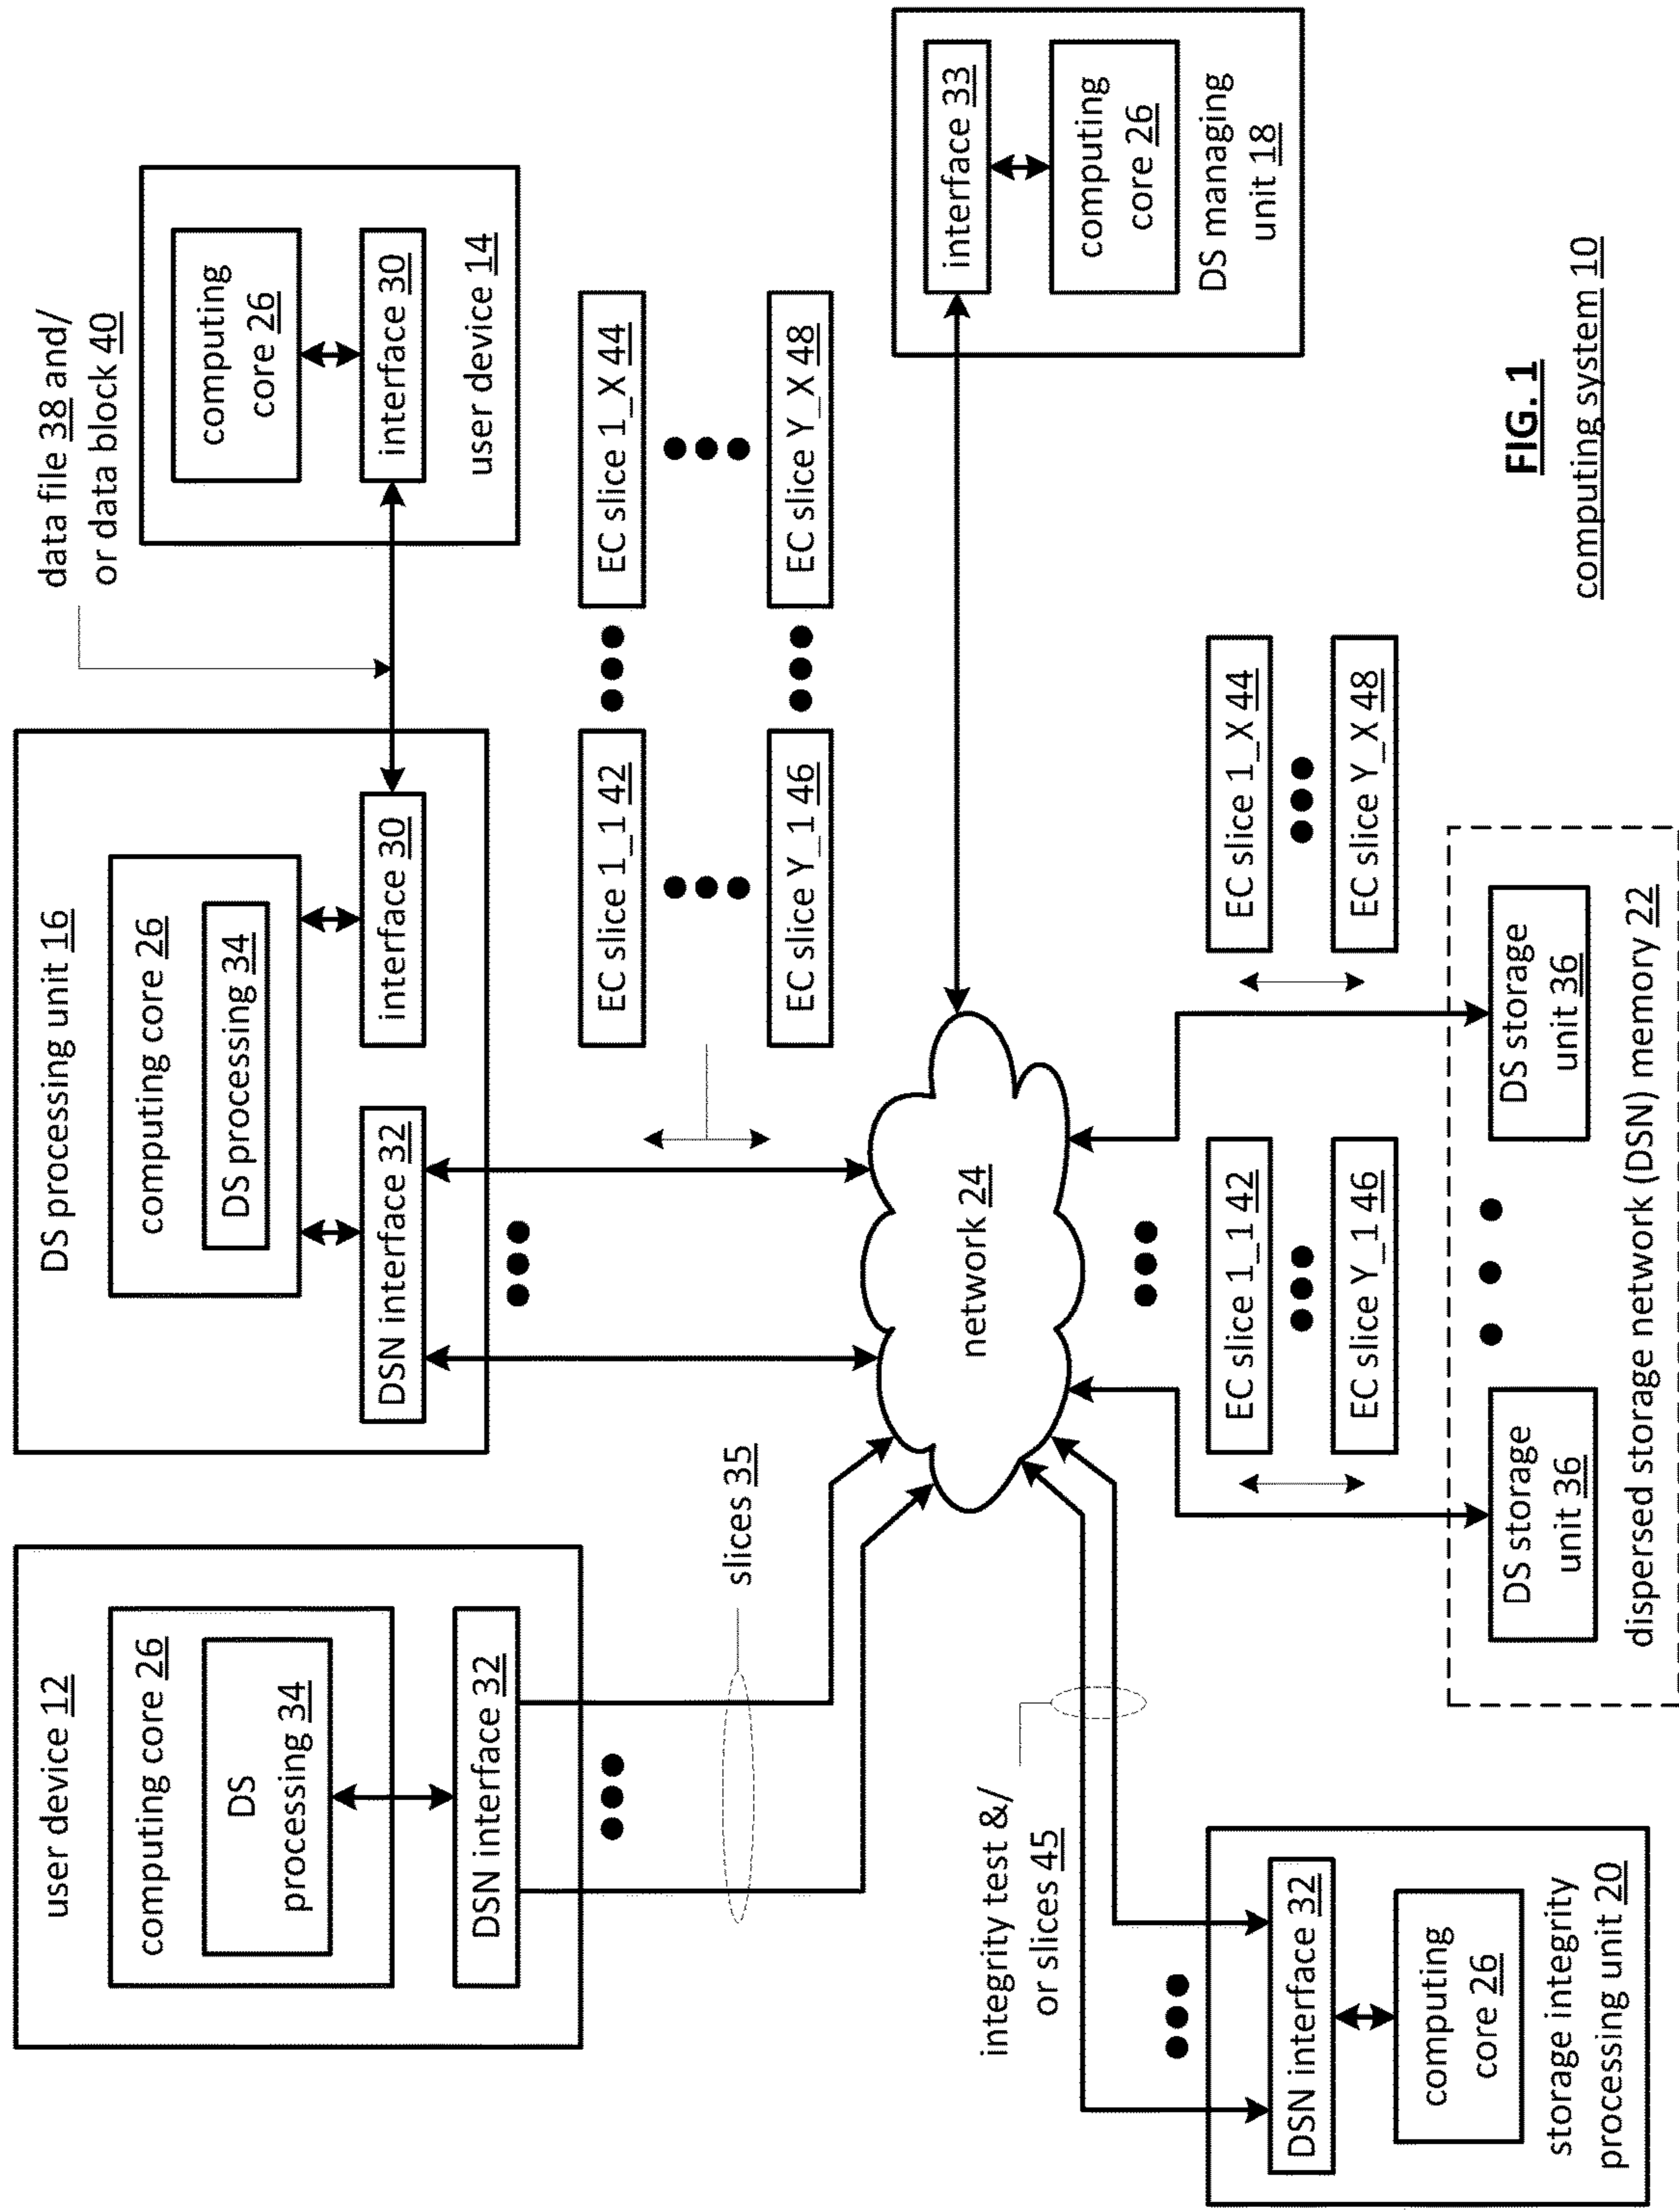 user device 12
computing core 26
DS
processing 34
DSN interface 32
DS processing unit 16
computing core 26
DS processing 34
DSN interface 32
interface 30
data file 38 and/
or data block 40
computing
core 26
interface 30
user device 14
slices 35
EC slice 1_1 42
EC slice 1_X 44
EC slice Y_1 46
EC slice Y_X 48
network 24
integrity test &/
or slices 45
interface 33
computing
core 26
DS managing
unit 18
DSN interface 32
computing
core 26
storage integrity
processing unit 20
EC slice 1_1 42
EC slice Y_1 46
EC slice 1_X 44
EC slice Y_X 48
DS storage
unit 36
DS storage
unit 36
dispersed storage network (DSN) memory 22
FIG. 1
computing system 10